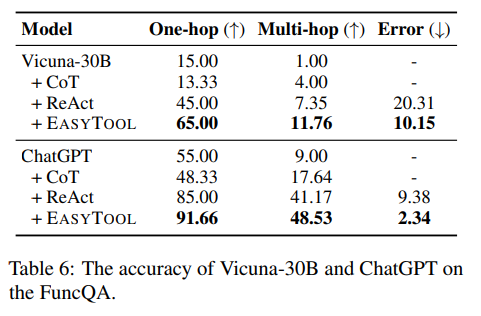 Model One-hop (↑) Multi-hop (↑) Error (↓)
Vicuna-30B 15.00 1.00 -
+ CoT 13.33 4.00 -
+ ReAct 45.00 7.35 20.31
+ EASYTOOL 65.00 11.76 10.15
ChatGPT 55.00 9.00 -
+ CoT 48.33 17.64 -
+ ReAct 85.00 41.17 9.38
+ EASYTOOL 91.66 48.53 2.34
Table 6: The accuracy of Vicuna-30B and ChatGPT on
the FuncQA.